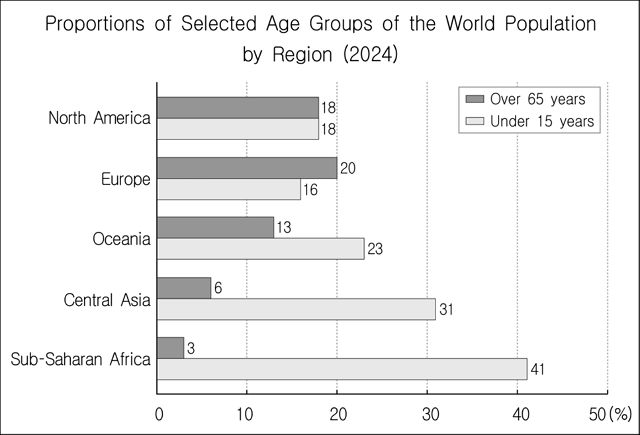 Proportions of Selected Age Groups of the World Population
by Region (2024)
Over 65 years
Under 15 years
North America
18
18
Europe
20
16
Oceania
13
23
Central Asia
6
31
Sub-Saharan Africa
3
41
0 10 20 30 40 50(%)